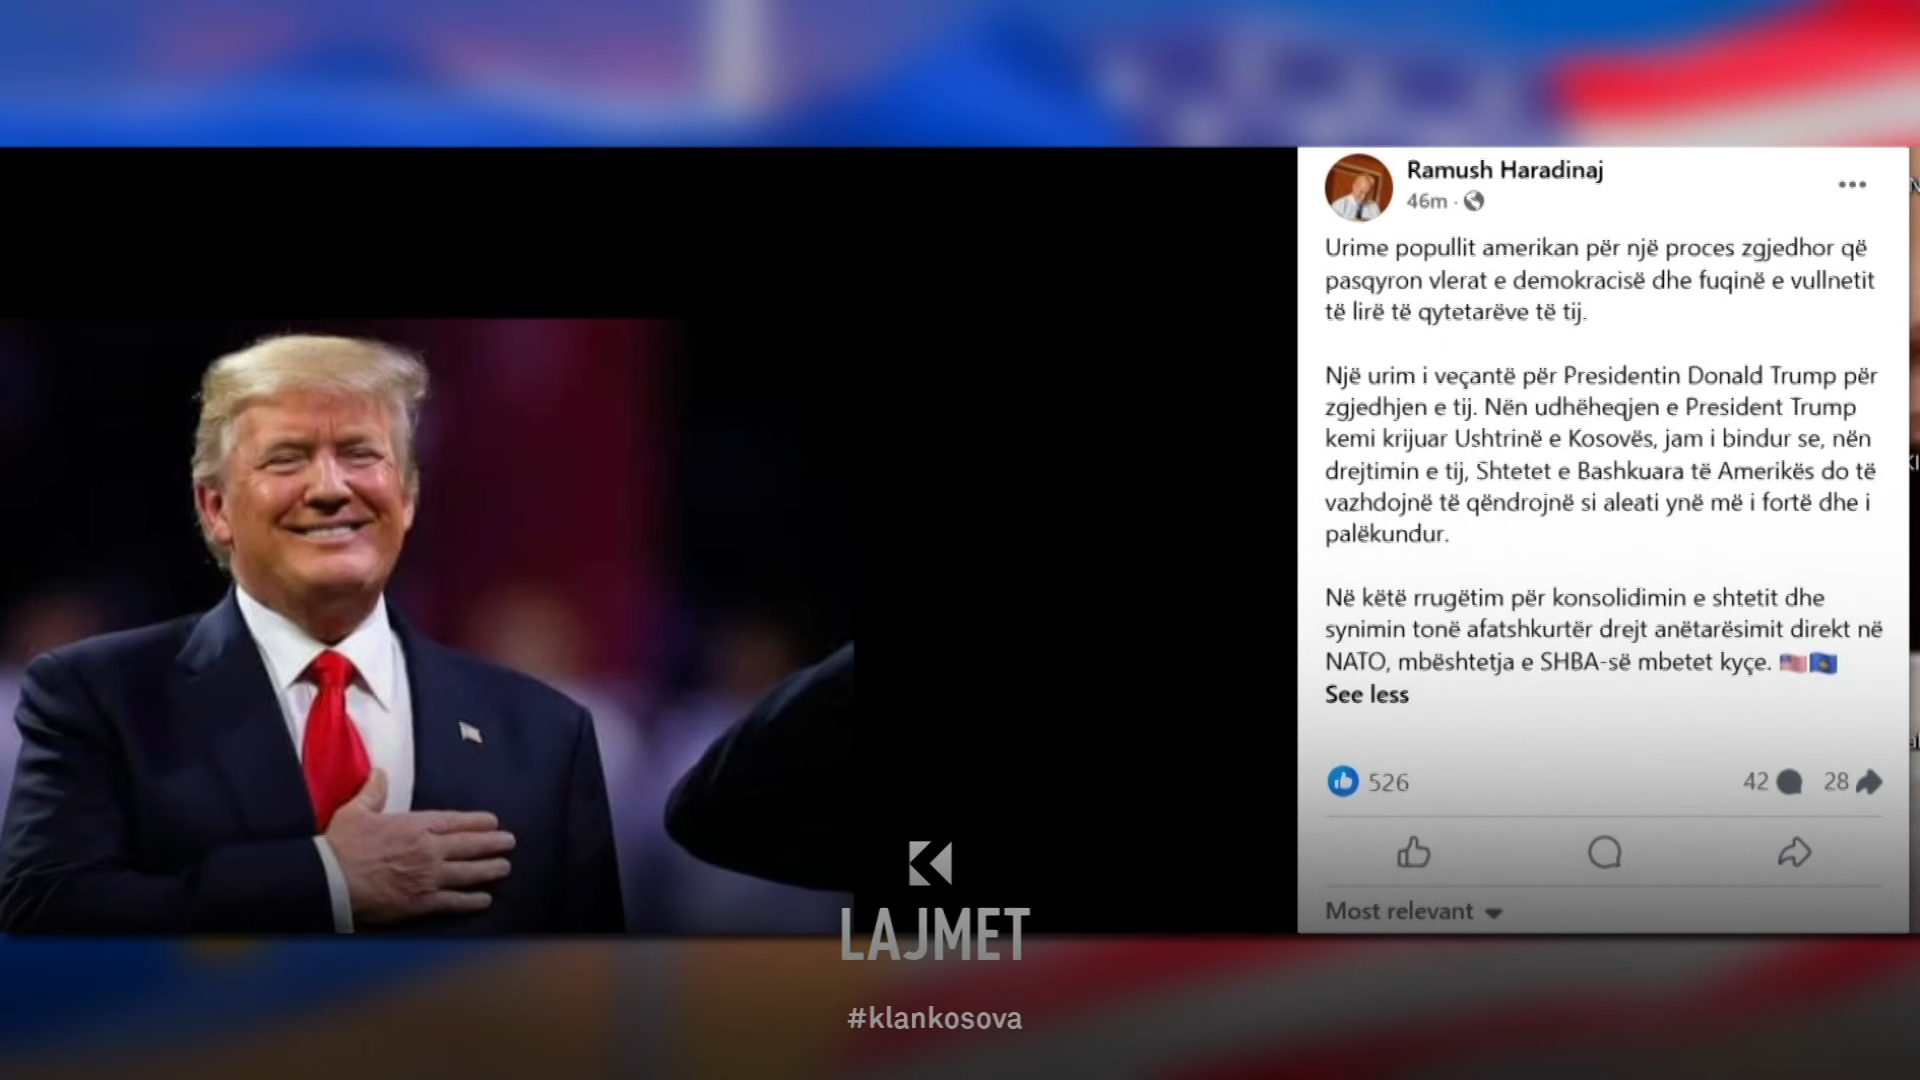 Ramush Haradinaj
46m
Urime popullit amerikan për një proces zgjedhor që
pasqyron vlerat e demokracisë dhe fuqinë e vullnetit
të lirë të qytetarëve të tij.
Një urim i veçantë për Presidentin Donald Trump për
zgjedhjen e tij. Nën udhëheqjen e President Trump
kemi krijuar Ushtrinë e Kosovës, jam i bindur se, nën
drejtimin e tij, Shtetet e Bashkuara të Amerikës do të
vazhdojnë të qëndrojnë si aleati ynë më i fortë dhe i
palëkundur.
Në këtë rrugëtim për konsolidimin e shtetit dhe
synimin tonë afatshkurtër drejt anëtarësimit direkt në
NATO, mbështetja e SHBA-së mbetet kyçe. 🇺🇸🇽🇰
See less
526
42
28
Most relevant
LAJMET
#klankosova